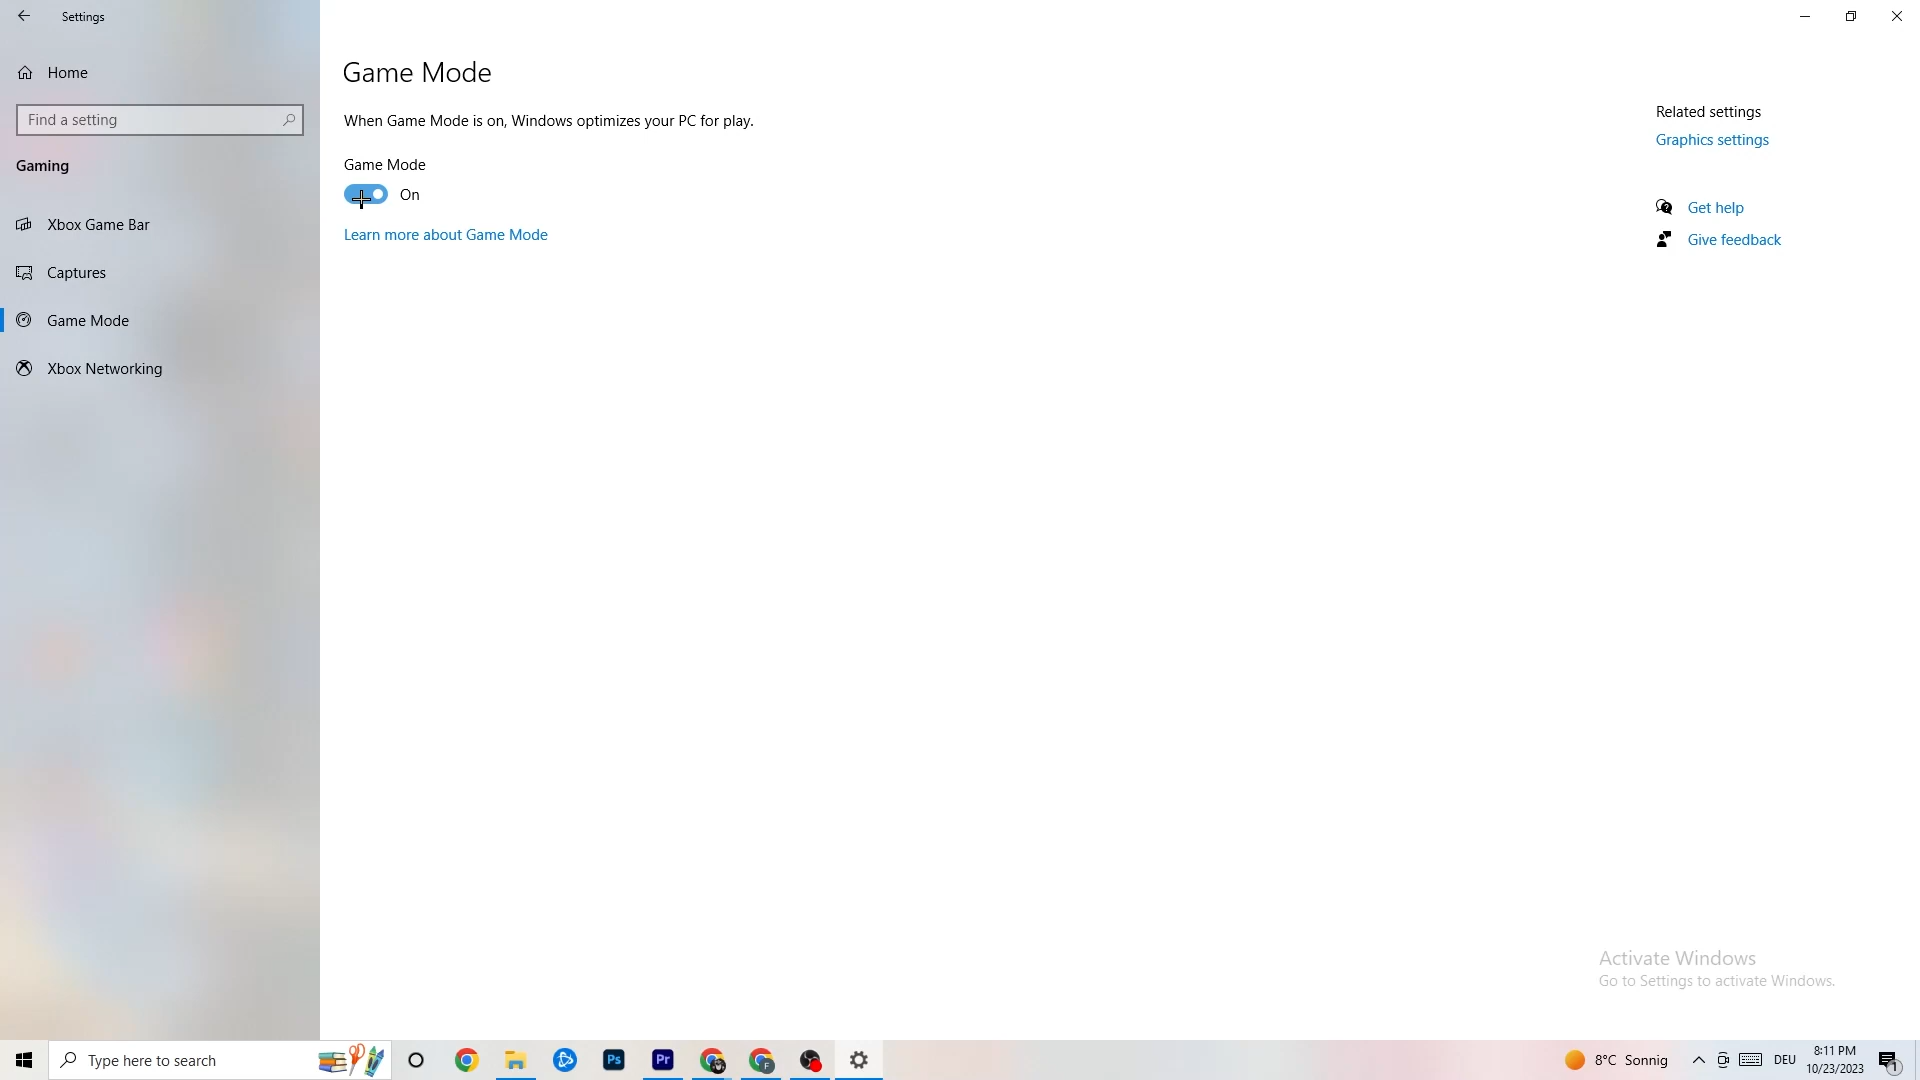 Settings
Home
Find a setting
Gaming
Xbox Game Bar
Captures
Game Mode
Xbox Networking
Game Mode
When Game Mode is on, Windows optimizes your PC for play.
Game Mode
On
Learn more about Game Mode
Related settings
Graphics settings
Get help
Give feedback
Activate Windows
Go to Settings to activate Windows.
Type here to search
Ps
Pr
F
8°C Sonnig
DEU
8:11 PM
10/23/2023
1